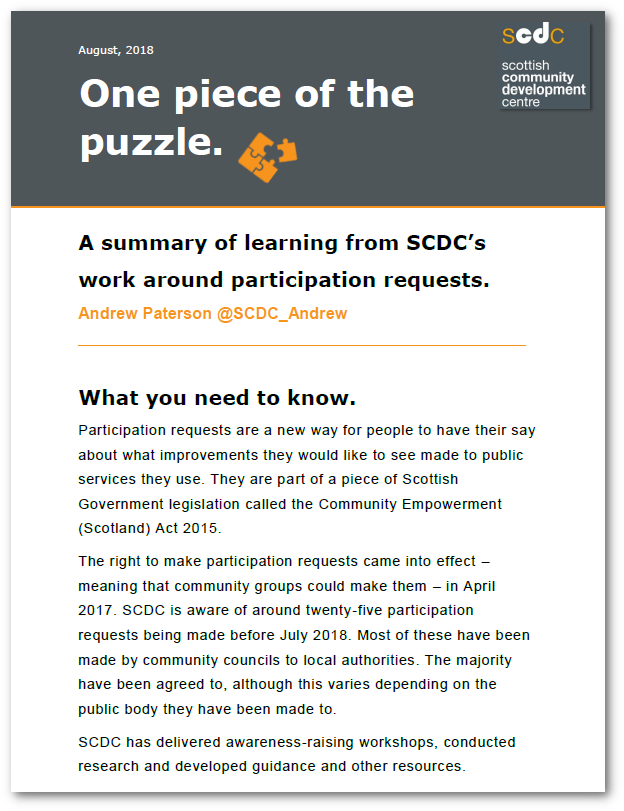 August, 2018
scdc
scottish
community
development
centre
One piece of the
puzzle.
A summary of learning from SCDC’s
work around participation requests.
Andrew Paterson @SCDC_Andrew
What you need to know.
Participation requests are a new way for people to have their say
about what improvements they would like to see made to public
services they use. They are part of a piece of Scottish
Government legislation called the Community Empowerment
(Scotland) Act 2015.
The right to make participation requests came into effect –
meaning that community groups could make them – in April
2017. SCDC is aware of around twenty-five participation
requests being made before July 2018. Most of these have been
made by community councils to local authorities. The majority
have been agreed to, although this varies depending on the
public body they have been made to.
SCDC has delivered awareness-raising workshops, conducted
research and developed guidance and other resources.